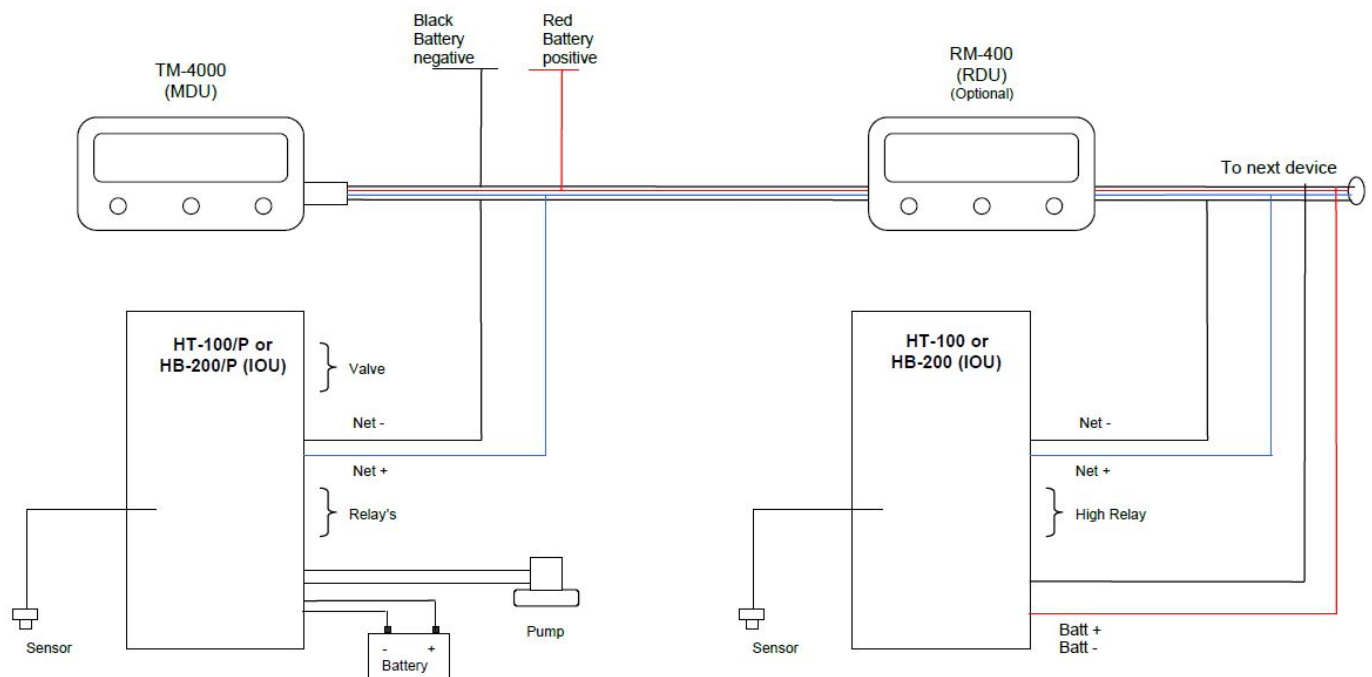 Black
Battery
negative
Red
Battery
positive
TM-4000
(MDU)
RM-400
(RDU)
(Optional)
To next device
HT-100/P or
HB-200/P (IOU)
Valve
Net -
Net +
Relay's
Sensor
- +
Battery
Pump
HT-100 or
HB-200 (IOU)
Net -
Net +
High Relay
Sensor
Batt +
Batt -